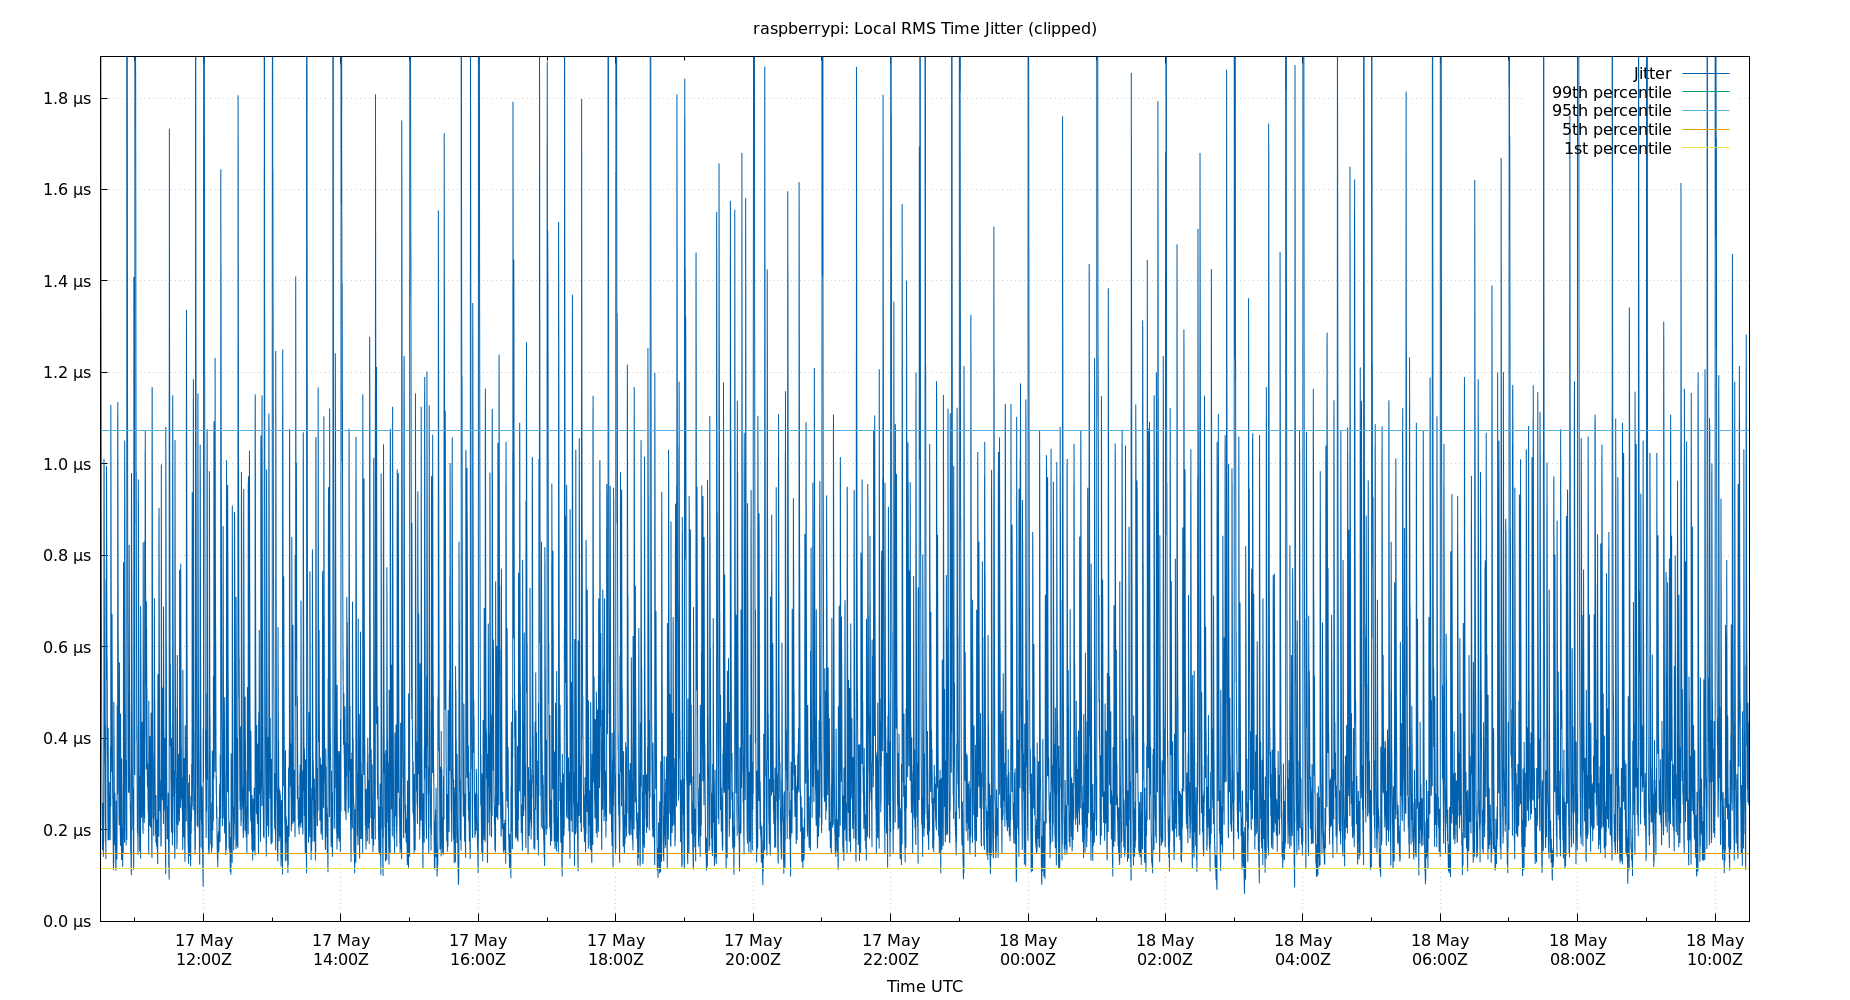 raspberrypi: Local RMS Time Jitter (clipped)
Jitter
99th percentile
95th percentile
5th percentile
1st percentile
1.8 µs
1.6 µs
1.4 µs
1.2 µs
1.0 µs
0.8 µs
0.6 µs
0.4 µs
0.2 µs
0.0 µs
17 May 17 May 17 May 17 May 17 May 17 May 18 May 18 May 18 May 18 May 18 May 18 May
12:00Z 14:00Z 16:00Z 18:00Z 20:00Z 22:00Z 00:00Z 02:00Z 04:00Z 06:00Z 08:00Z 10:00Z
Time UTC